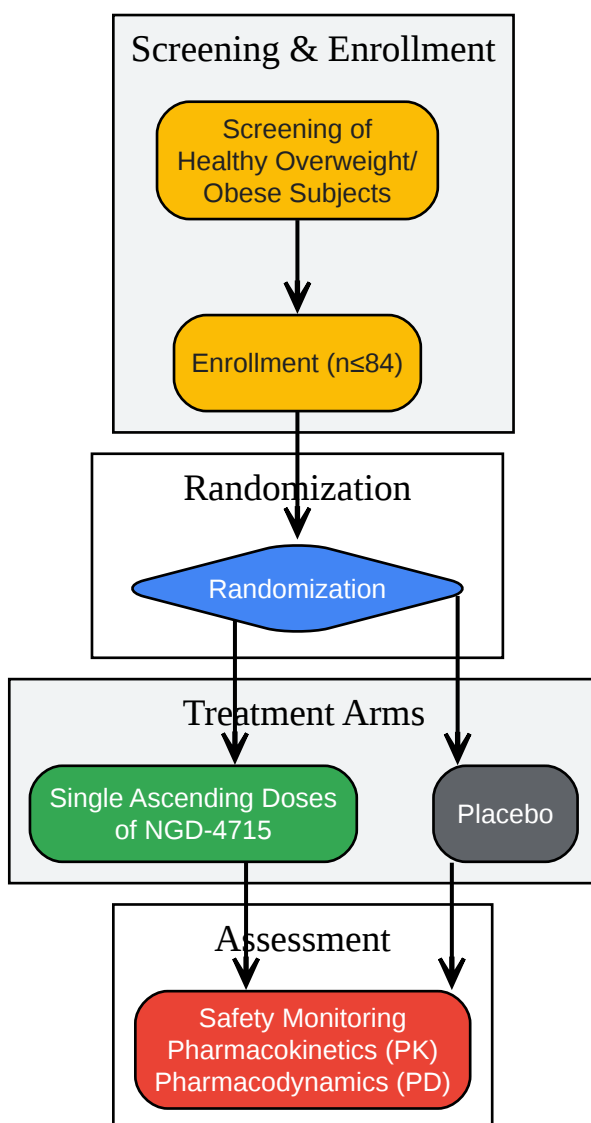 Screening & Enrollment
Screening of
Healthy Overweight/
Obese Subjects
Enrollment (n≤84)
Randomization
Randomization
Treatment Arms
Single Ascending Doses
of NGD-4715
Placebo
Assessment
Safety Monitoring
Pharmacokinetics (PK)
Pharmacodynamics (PD)